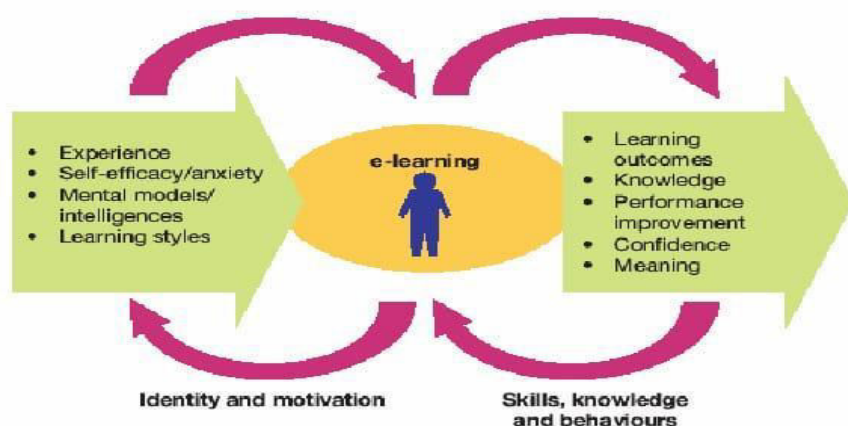 • Experience
• Self-efficacy/anxiety
• Mental models/
intelligences
• Learning styles
e-learning
• Learning
outcomes
• Knowledge
• Performance
improvement
• Confidence
• Meaning
Identity and motivation
Skills, knowledge
and behaviours